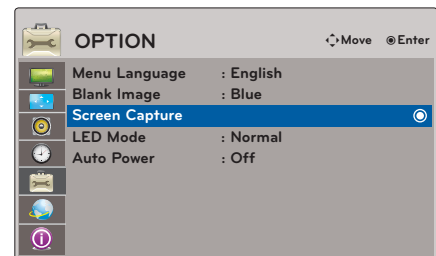 OPTION
Move Enter
Menu Language : English
Blank Image : Blue
Screen Capture
LED Mode : Normal
Auto Power : Off